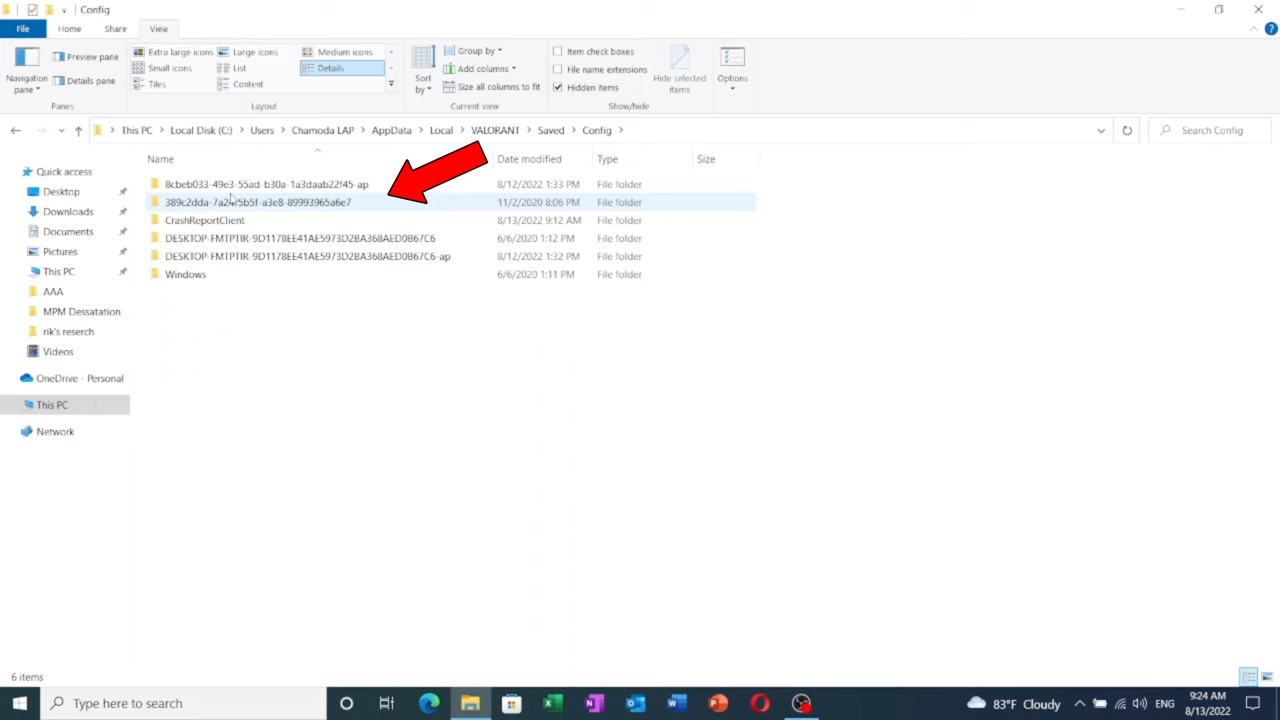 Config
File Home Share View
Navigation pane
Preview pane
Details pane
Panes
Extra large icons Large icons Medium icons
Small icons List Details
Tiles Content
Layout
Sort by
Group by
Add columns
Size all columns to fit
Current view
Item check boxes
File name extensions
Hidden items
Hide selected items
Show/hide
Options
This PC > Local Disk (C:) > Users > Chamoda LAP > AppData > Local > VALORANT > Saved > Config >
Search Config
Quick access
Desktop
Downloads
Documents
Pictures
This PC
AAA
MPM Dessatation
rik's reserch
Videos
OneDrive - Personal
This PC
Network
Name Date modified Type Size
8cbeb033-49e3-55ad-b30a-1a3daab22f45-ap 8/12/2022 1:33 PM File folder
11/2/2020 8:06 PM File folder
CrashReportClient 8/13/2022 9:12 AM File folder
DESKTOP-FMTPTIR-9D1178EE41AE5973D2BA368AED0B67C6 6/6/2020 1:12 PM File folder
DESKTOP-FMTPTIR-9D1178EE41AE5973D2BA368AED0B67C6-ap 8/12/2022 1:32 PM File folder
Windows 6/6/2020 1:11 PM File folder
6 items
Type here to search
83°F Cloudy
ENG
9:24 AM
8/13/2022